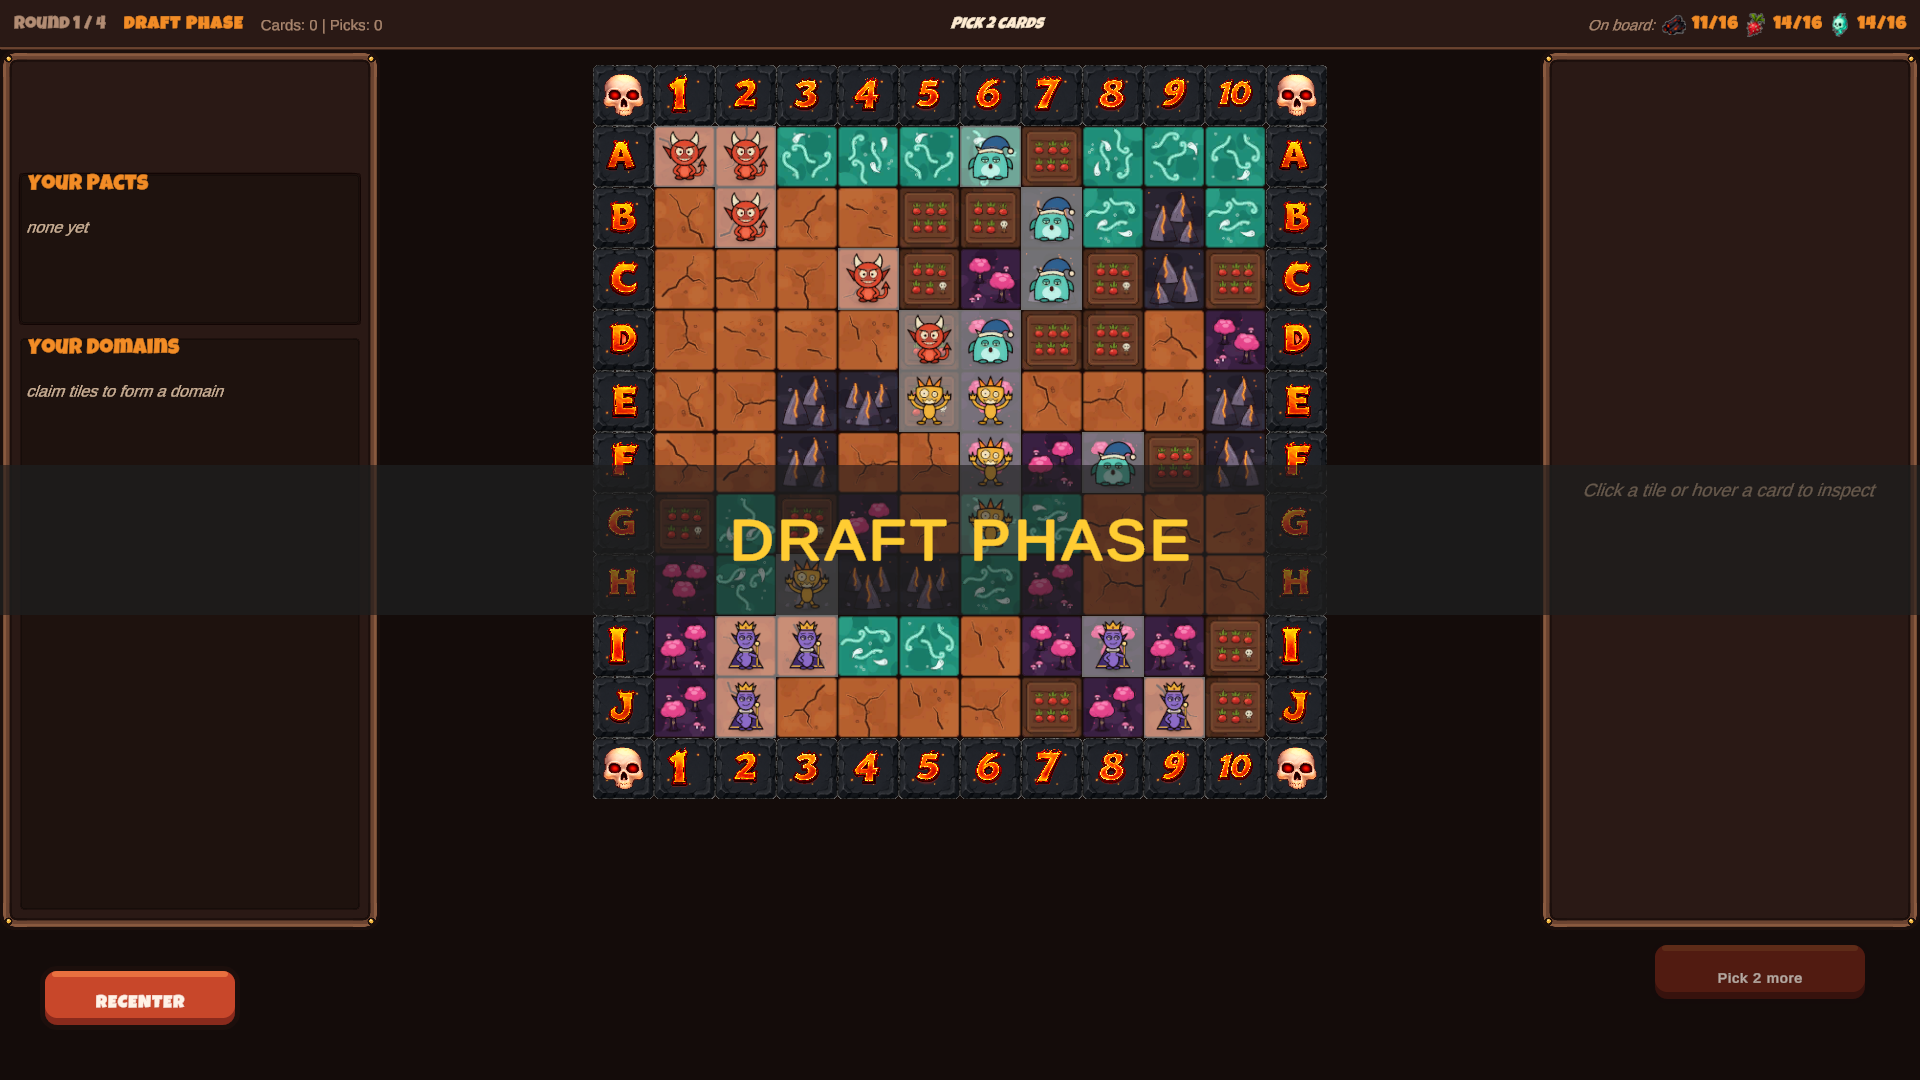 Round 1 / 4 DRAFT PHASE Cards: 0 | Picks: 0
PICK 2 CARDS
On board: 11/16 14/16 14/16
YOUR PACTS
none yet
YOUR DOMAINS
claim tiles to form a domain
1 2 3 4 5 6 7 8 9 10
A A
B B
C C
D D
E E
F F
G G
H H
I I
J J
1 2 3 4 5 6 7 8 9 10
DRAFT PHASE
Click a tile or hover a card to inspect
RECENTER
Pick 2 more